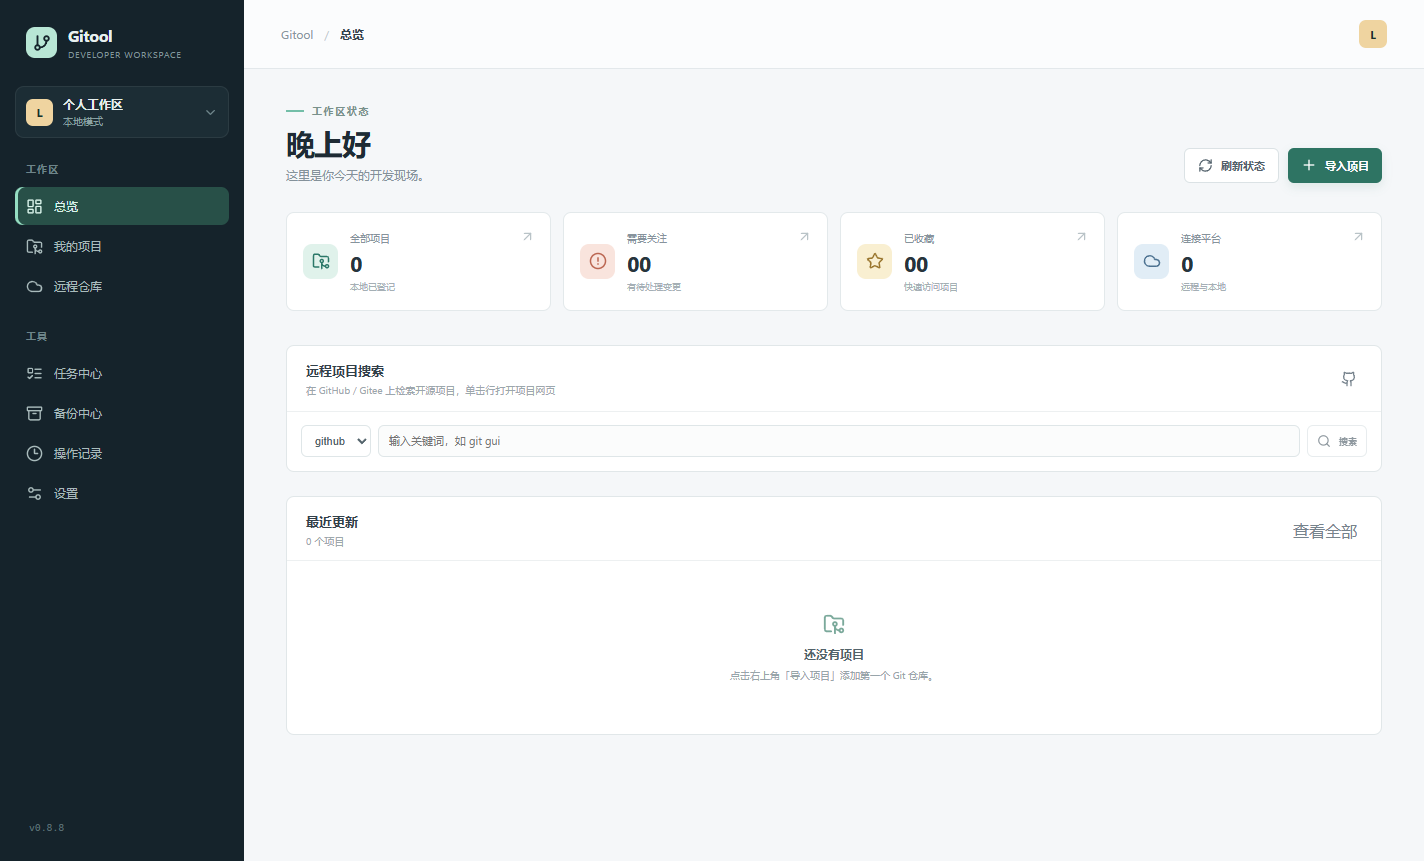 Gitool
DEVELOPER WORKSPACE
L
个人工作区
本地模式
工作区
总览
我的项目
远程仓库
工具
任务中心
备份中心
操作记录
设置
v0.8.8
Gitool / 总览
L
工作区状态
晚上好
这里是你今天的开发现场。
刷新状态
导入项目
全部项目
0
本地已登记
需要关注
00
有待处理变更
已收藏
00
快速访问项目
连接平台
0
远程与本地
远程项目搜索
在 GitHub / Gitee 上检索开源项目，单击行打开项目网页
github
输入关键词，如 git gui
搜索
最近更新
0 个项目
查看全部
还没有项目
点击右上角「导入项目」添加第一个 Git 仓库。